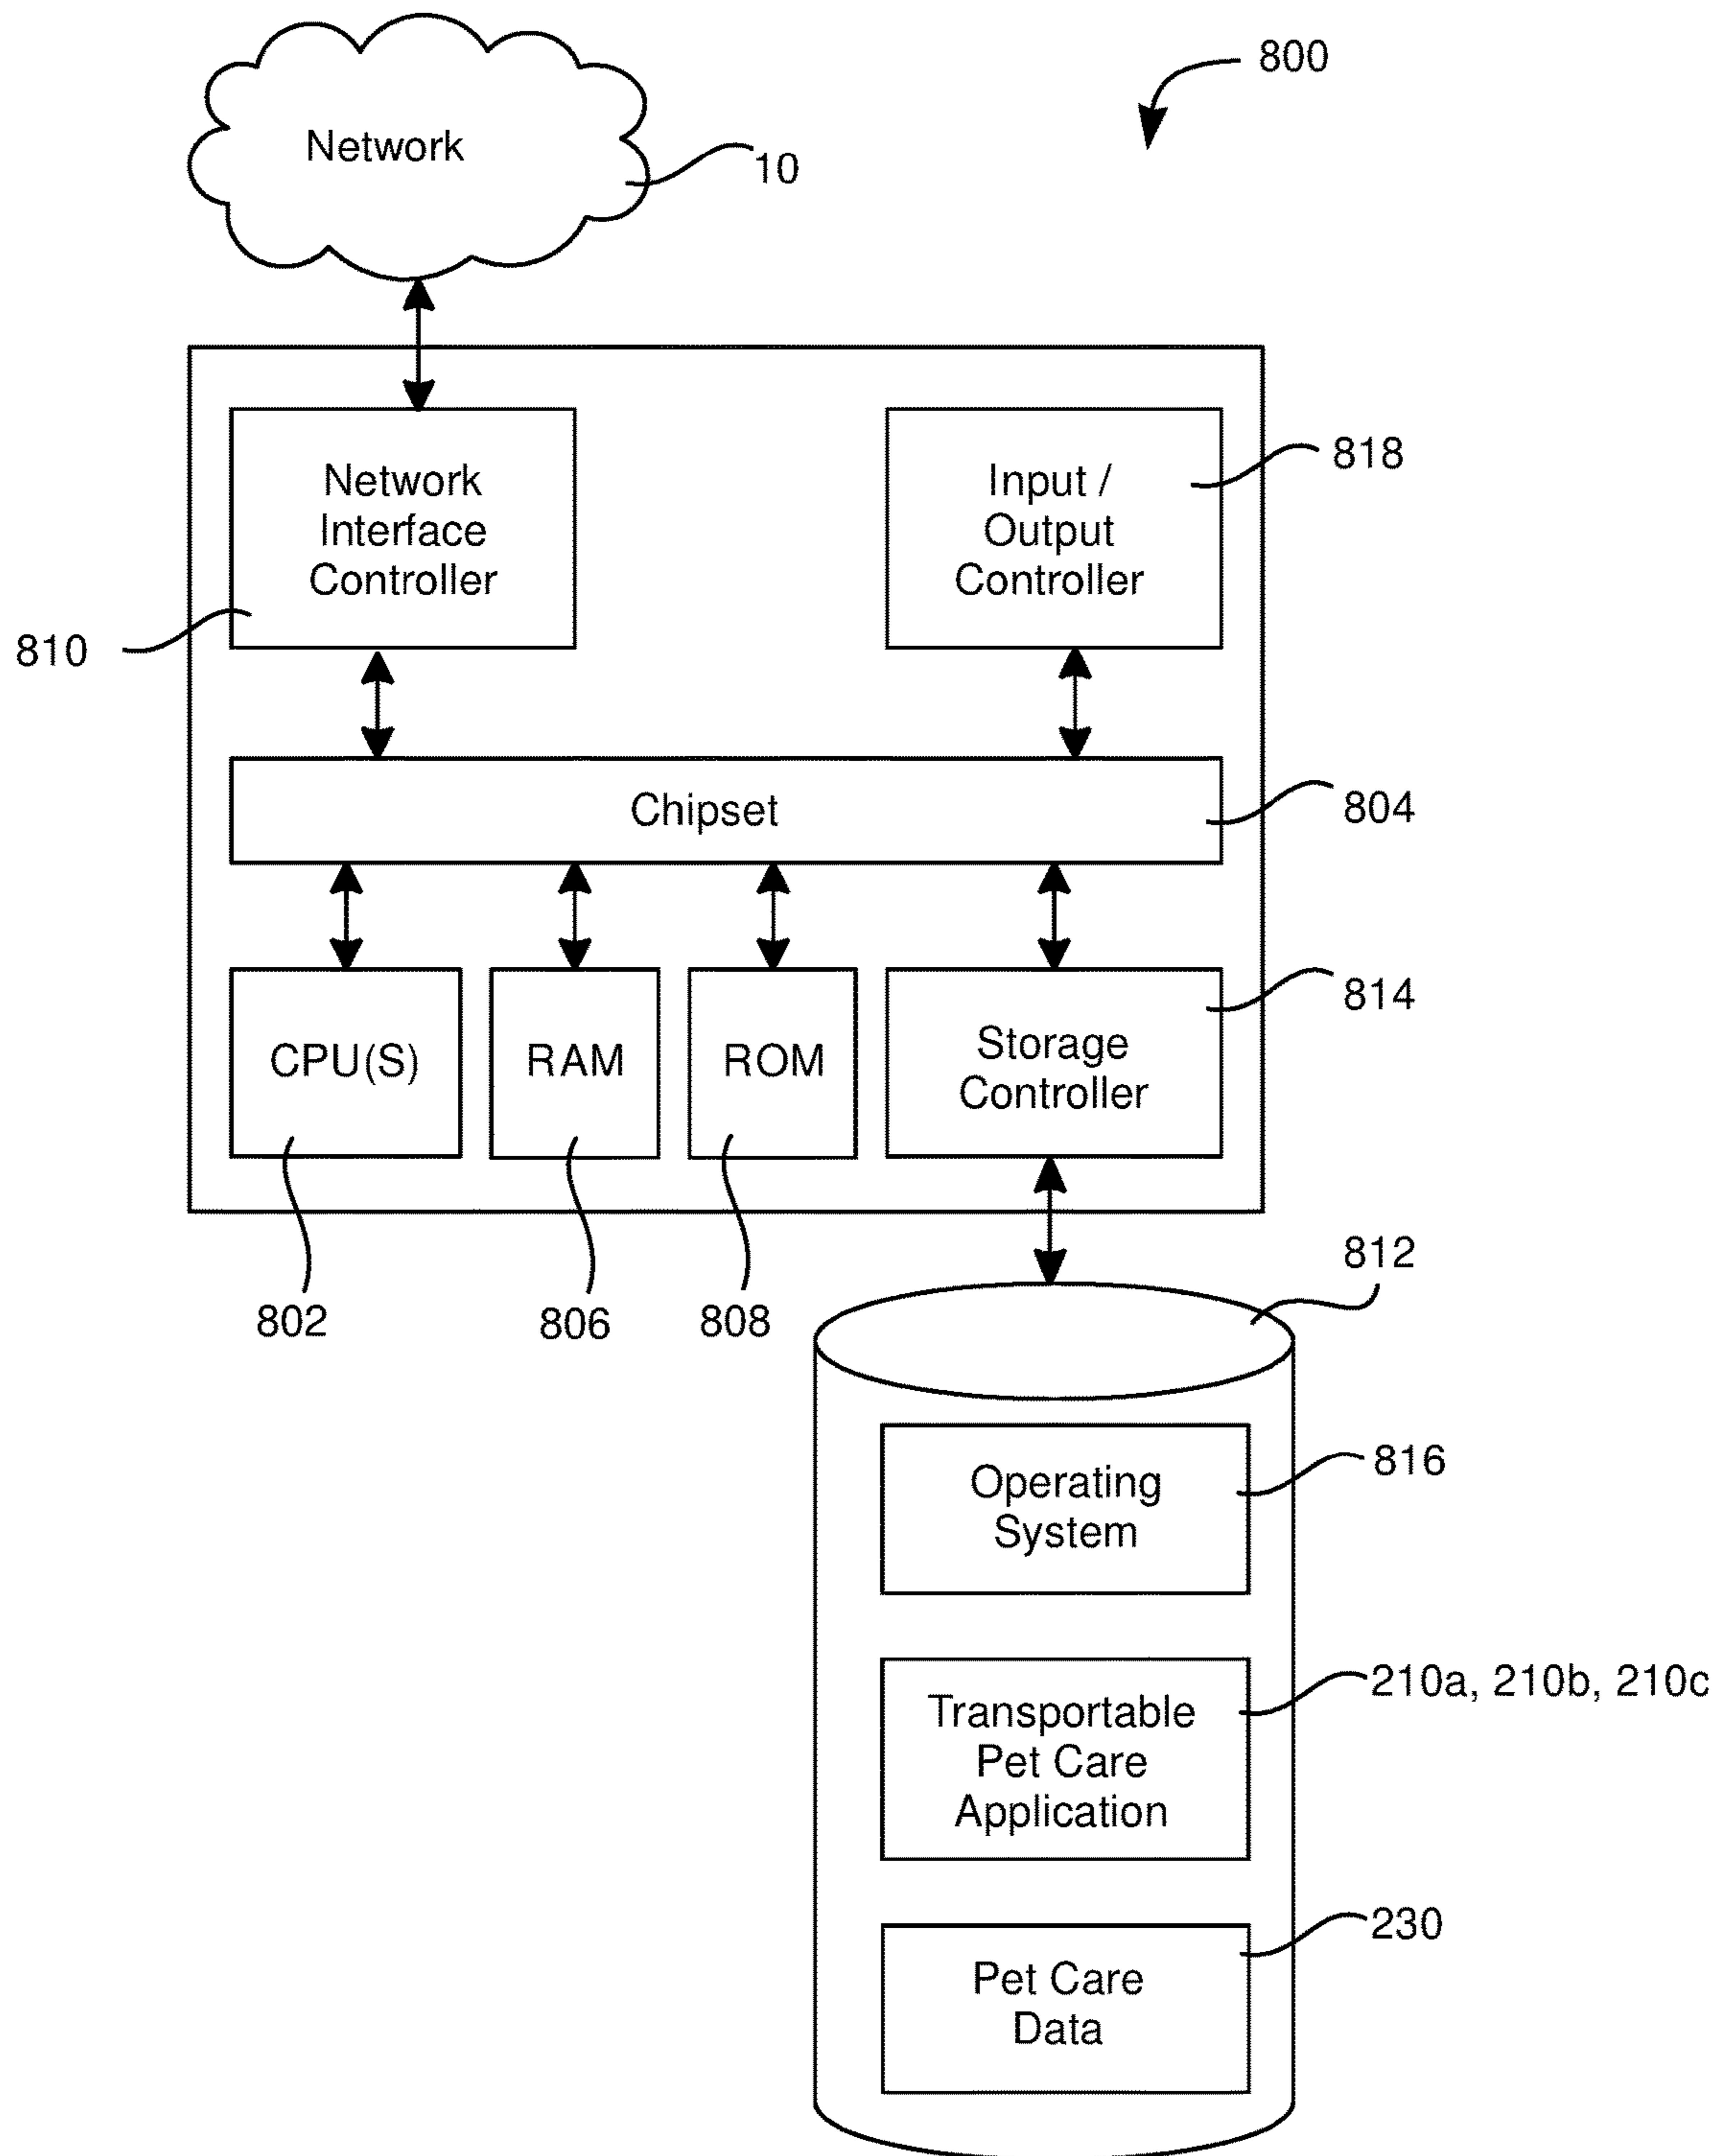 800
Network
10
Network
Interface
Controller
810
Input /
Output
Controller
818
Chipset
804
CPU(S)
RAM
ROM
Storage
Controller
814
802
806
808
812
Operating
System
816
Transportable
Pet Care
Application
210a, 210b, 210c
Pet Care
Data
230